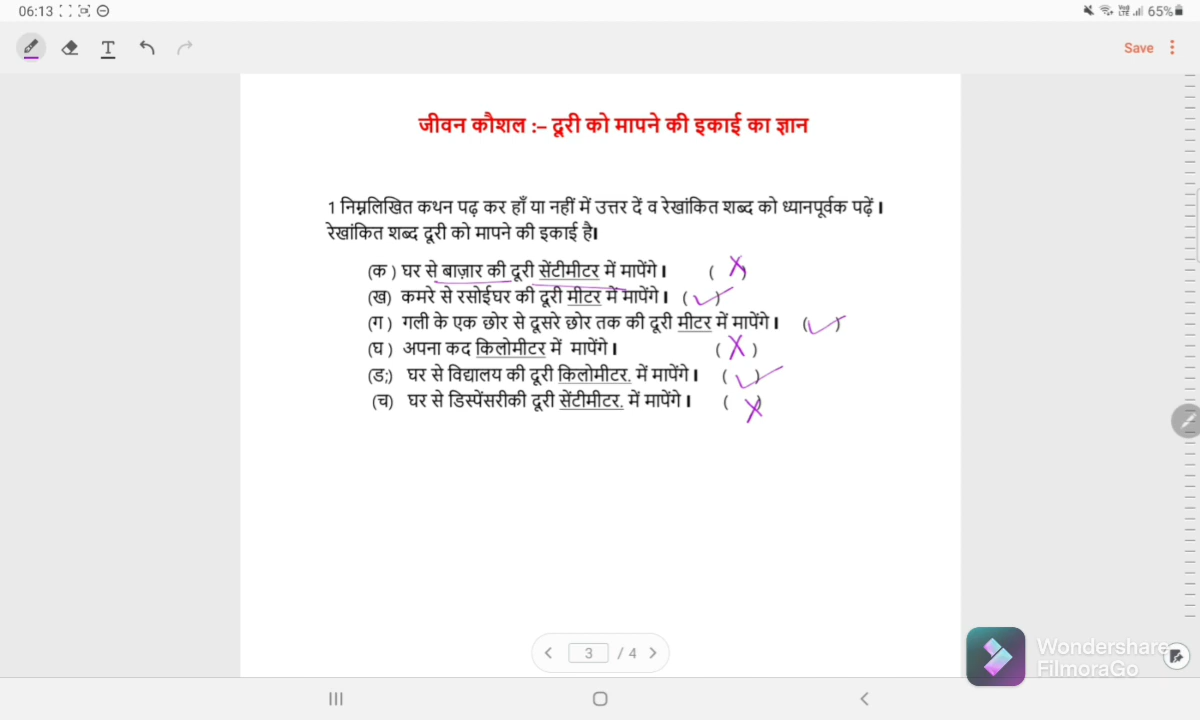 06:13
VoD LTE 65%
Save
जीवन कौशल :– दूरी को मापने की इकाई का ज्ञान
1 निम्नलिखित कथन पढ़ कर हाँ या नहीं में उत्तर दें व रेखांकित शब्द को ध्यानपूर्वक पढ़ें ।
रेखांकित शब्द दूरी को मापने की इकाई है।
(क ) घर से बाज़ार की दूरी सेंटीमीटर में मापेंगे । ( X )
(ख) कमरे से रसोईघर की दूरी मीटर में मापेंगे । ( ✓ )
(ग ) गली के एक छोर से दूसरे छोर तक की दूरी मीटर में मापेंगे । ( ✓ )
(घ ) अपना कद किलोमीटर में मापेंगे । ( X )
(ड;) घर से विद्यालय की दूरी किलोमीटर. में मापेंगे । ( ✓ )
(च) घर से डिस्पेंसरीकी दूरी सेंटीमीटर. में मापेंगे । ( X )
3 / 4
Wondershare
FilmoraGo